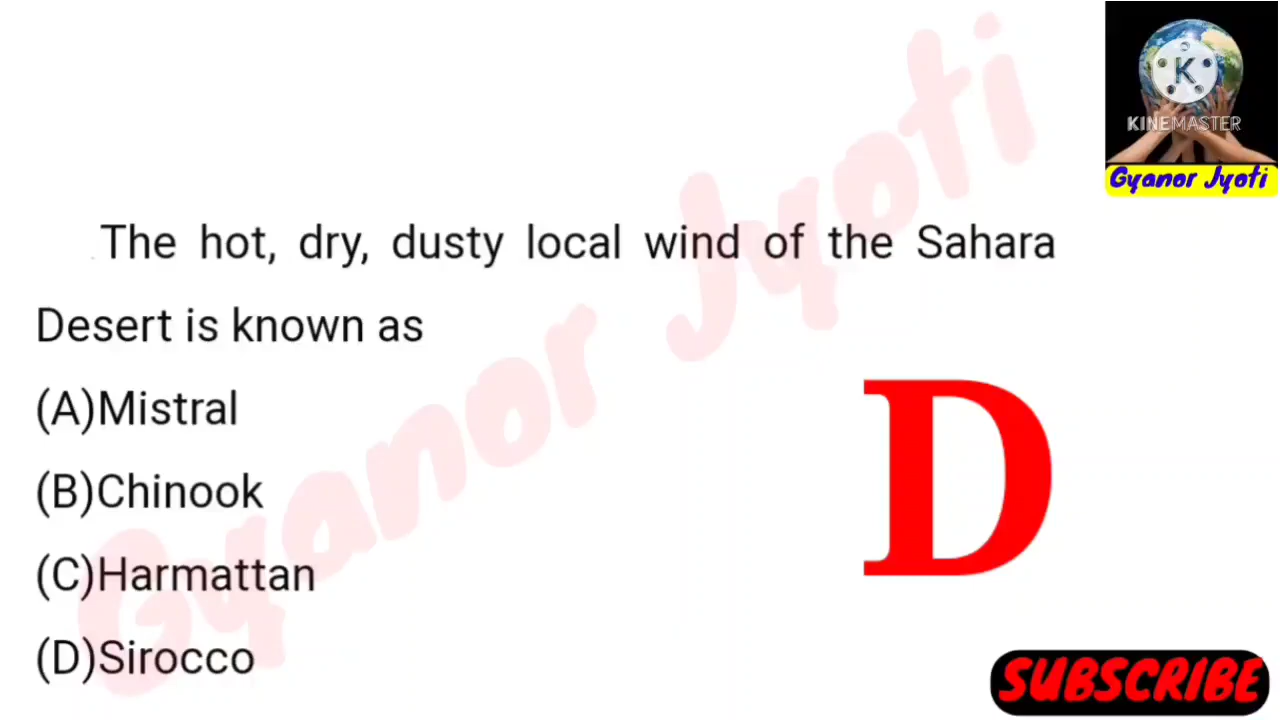 K
KINEMASTER
Gyanor Jyoti
The hot, dry, dusty local wind of the Sahara
Desert is known as
(A)Mistral
(B)Chinook
(C)Harmattan
(D)Sirocco
D
Gyanor Jyoti
SUBSCRIBE